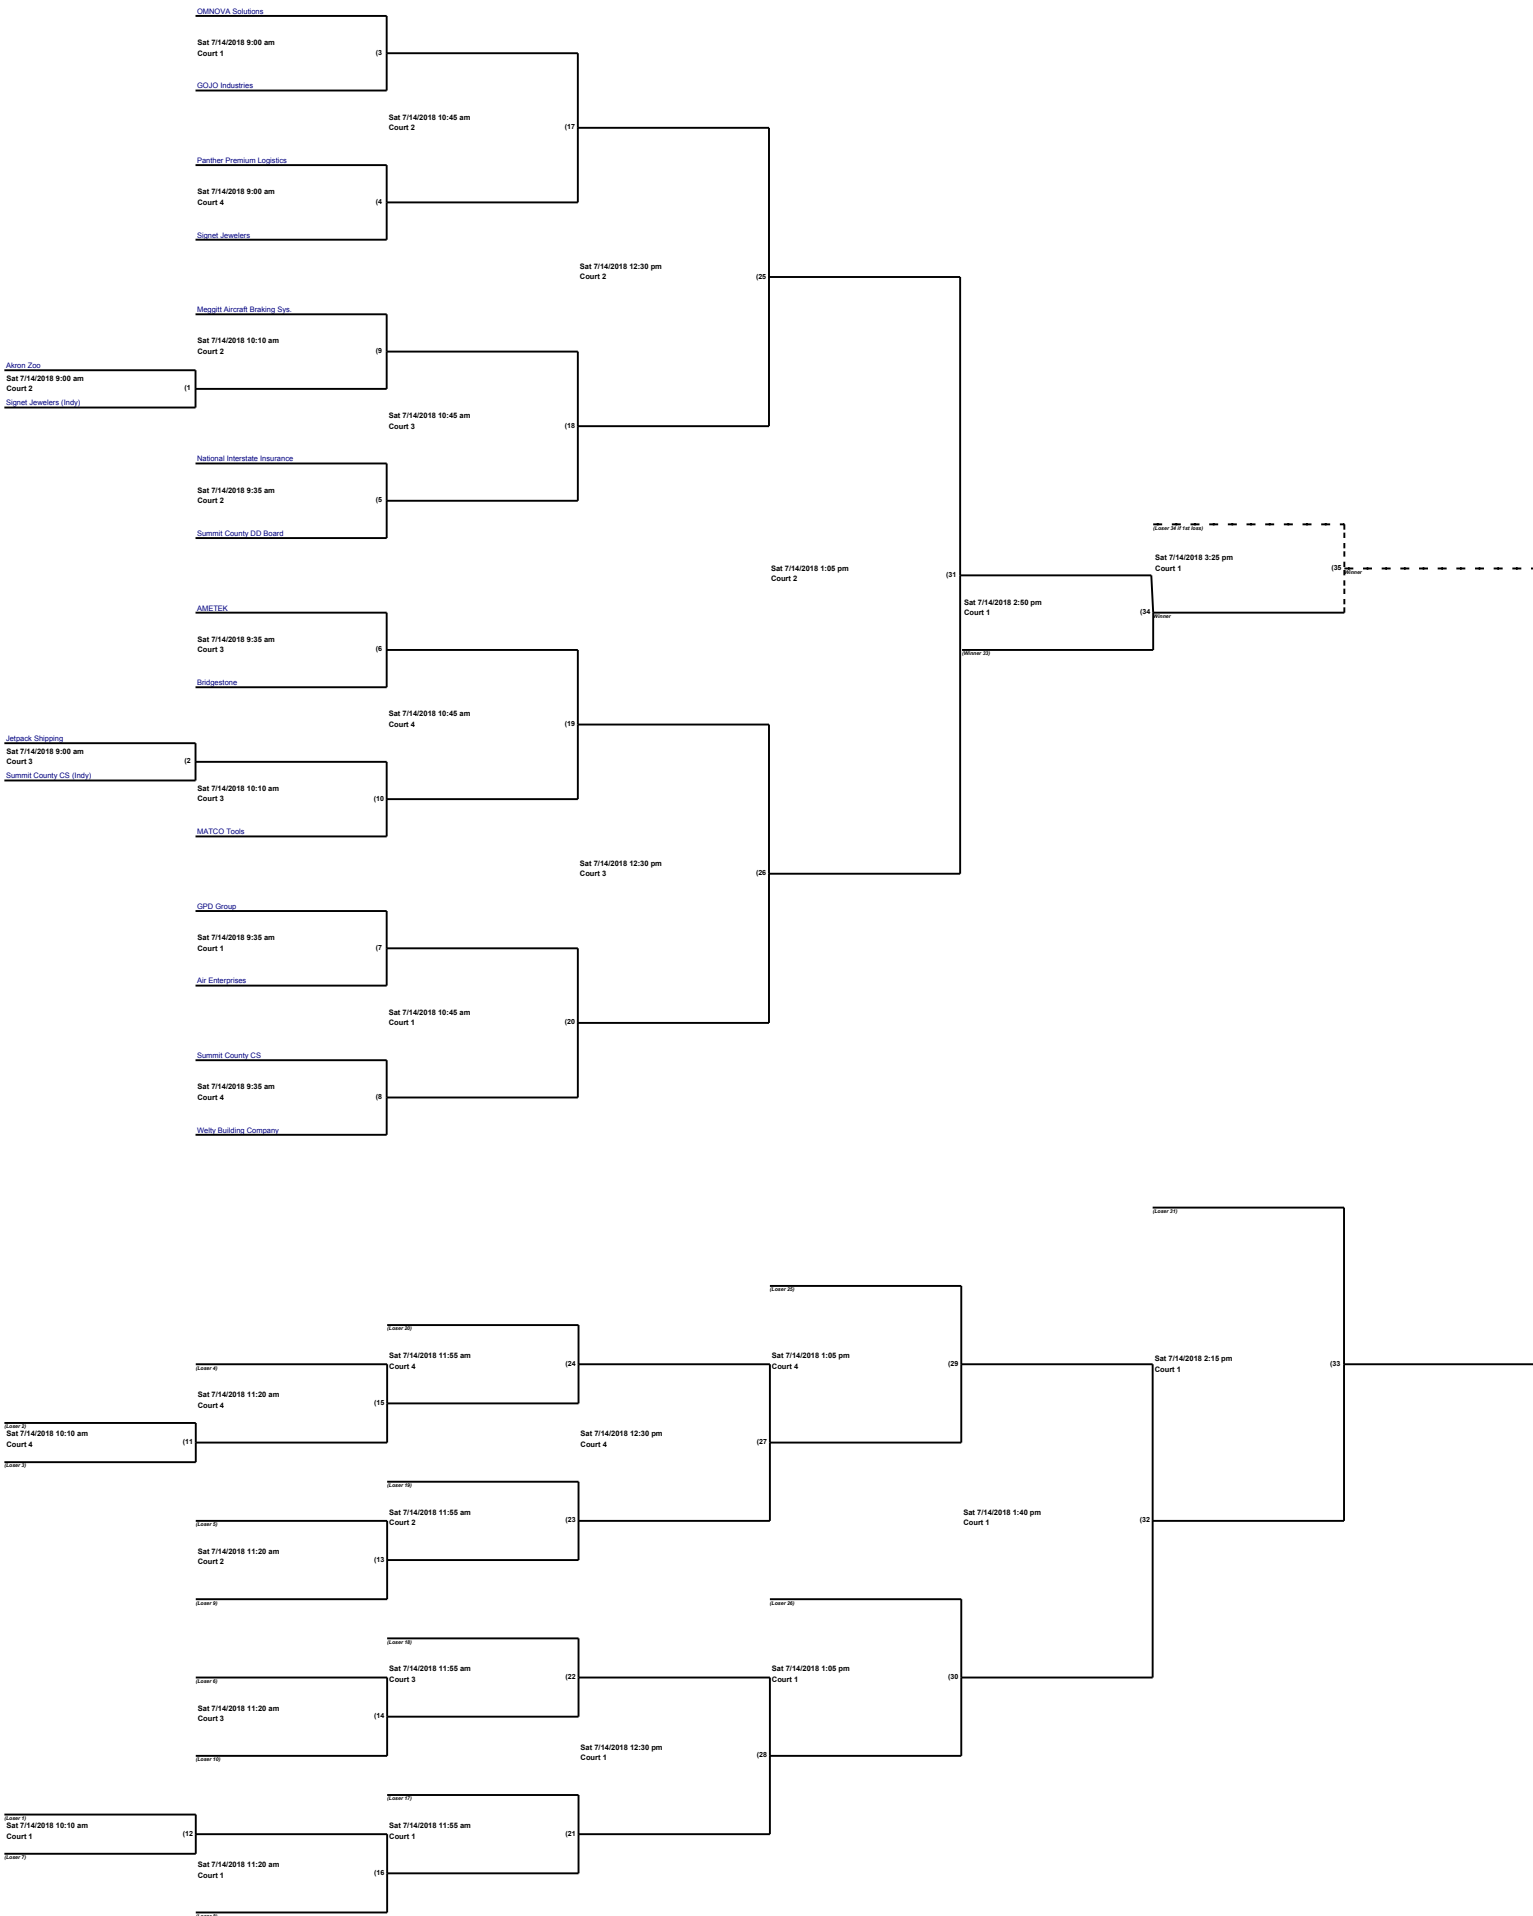 OMNOVA Solutions
Sat 7/14/2018 9:00 am
Court 1
(3
GOJO Industries
Sat 7/14/2018 10:45 am
Court 2
(17
Panther Premium Logistics
Sat 7/14/2018 9:00 am
Court 4
(4
Signet Jewelers
Sat 7/14/2018 12:30 pm
Court 2
(25
Meggitt Aircraft Braking Sys.
Sat 7/14/2018 10:10 am
Court 2
(9
Akron Zoo
Sat 7/14/2018 9:00 am
Court 2
(1
Signet Jewelers (Indy)
Sat 7/14/2018 10:45 am
Court 3
(18
National Interstate Insurance
Sat 7/14/2018 9:35 am
Court 2
(5
Summit County DD Board
(Loser 34 if 1st loss)
Sat 7/14/2018 3:25 pm
Court 1
(35
Winner
Sat 7/14/2018 1:05 pm
Court 2
(31
Sat 7/14/2018 2:50 pm
Court 1
(34
Winner
(Winner 33)
AMETEK
Sat 7/14/2018 9:35 am
Court 3
(6
Bridgestone
Sat 7/14/2018 10:45 am
Court 4
(19
Jetpack Shipping
Sat 7/14/2018 9:00 am
Court 3
(2
Summit County CS (Indy)
Sat 7/14/2018 10:10 am
Court 3
(10
MATCO Tools
Sat 7/14/2018 12:30 pm
Court 3
(26
GPD Group
Sat 7/14/2018 9:35 am
Court 1
(7
Air Enterprises
Sat 7/14/2018 10:45 am
Court 1
(20
Summit County CS
Sat 7/14/2018 9:35 am
Court 4
(8
Welty Building Company
(Loser 31)
(Loser 25)
(Loser 20)
Sat 7/14/2018 11:55 am
Court 4
(24
Sat 7/14/2018 1:05 pm
Court 4
(29
Sat 7/14/2018 2:15 pm
Court 1
(33
(Loser 4)
Sat 7/14/2018 11:20 am
Court 4
(15
(Loser 2)
Sat 7/14/2018 10:10 am
Court 4
(11
(Loser 3)
Sat 7/14/2018 12:30 pm
Court 4
(27
(Loser 19)
Sat 7/14/2018 11:55 am
Court 2
(23
Sat 7/14/2018 1:40 pm
Court 1
(32
(Loser 5)
Sat 7/14/2018 11:20 am
Court 2
(13
(Loser 9)
(Loser 26)
(Loser 18)
Sat 7/14/2018 11:55 am
Court 3
(22
Sat 7/14/2018 1:05 pm
Court 1
(30
(Loser 6)
Sat 7/14/2018 11:20 am
Court 3
(14
(Loser 10)
Sat 7/14/2018 12:30 pm
Court 1
(28
(Loser 17)
Sat 7/14/2018 11:55 am
Court 1
(21
(Loser 1)
Sat 7/14/2018 10:10 am
Court 1
(12
(Loser 7)
Sat 7/14/2018 11:20 am
Court 1
(16